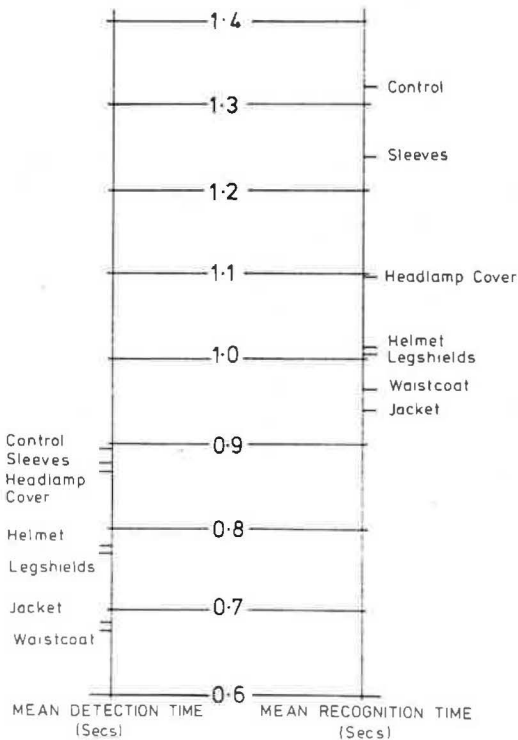 1.4
Control
1.3
Sleeves
1.2
1.1
Headlamp Cover
Helmet
1.0
Legshields
Waistcoat
Jacket
Control
0.9
Sleeves
Headlamp
Cover
Helmet
0.8
Legshields
Jacket
0.7
Waistcoat
0.6
MEAN DETECTION TIME
(Secs)
MEAN RECOGNITION TIME
(Secs)